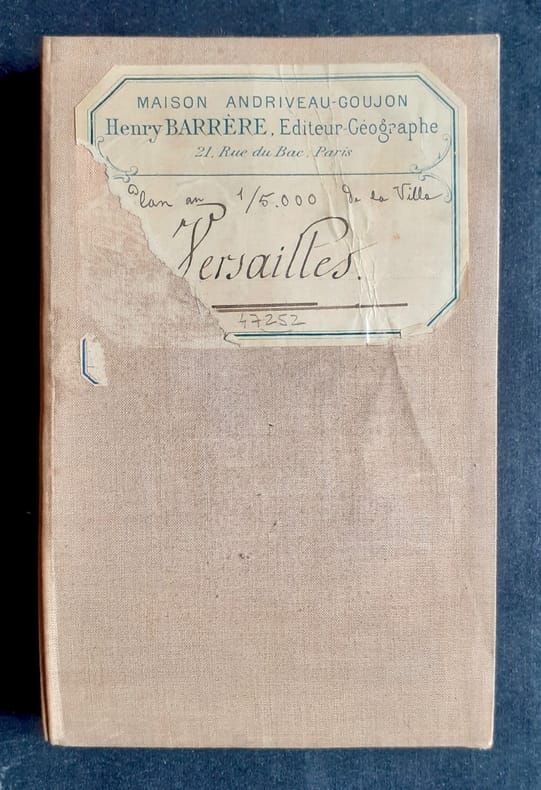 MAISON ANDRIVEAU-GOUJON
Henry BARRÈRE, Editeur-Géographe
21, Rue du Bac, Paris
Plan au 1/5.000 de la Ville
Versailles.
47252